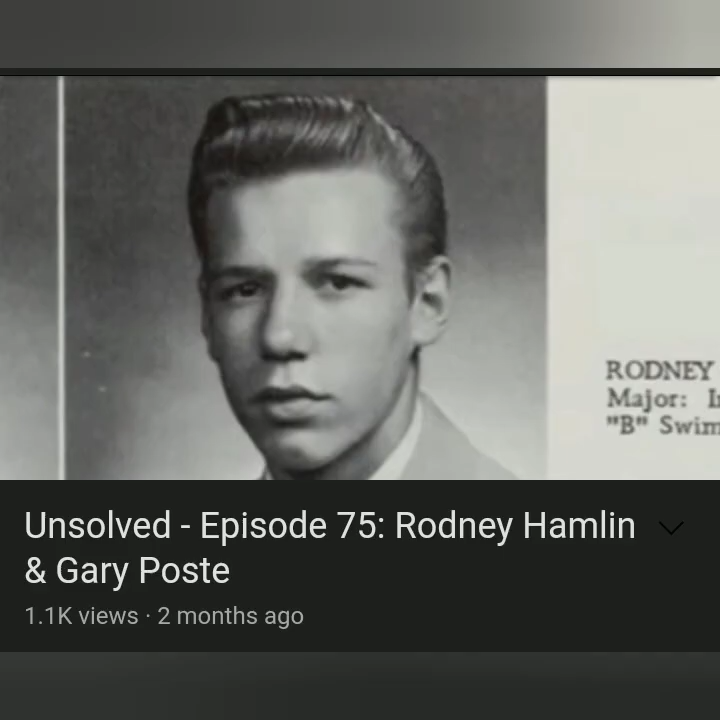 RODNEY
Major:
"B" Swim
Unsolved - Episode 75: Rodney Hamlin
& Gary Poste
1.1K views · 2 months ago